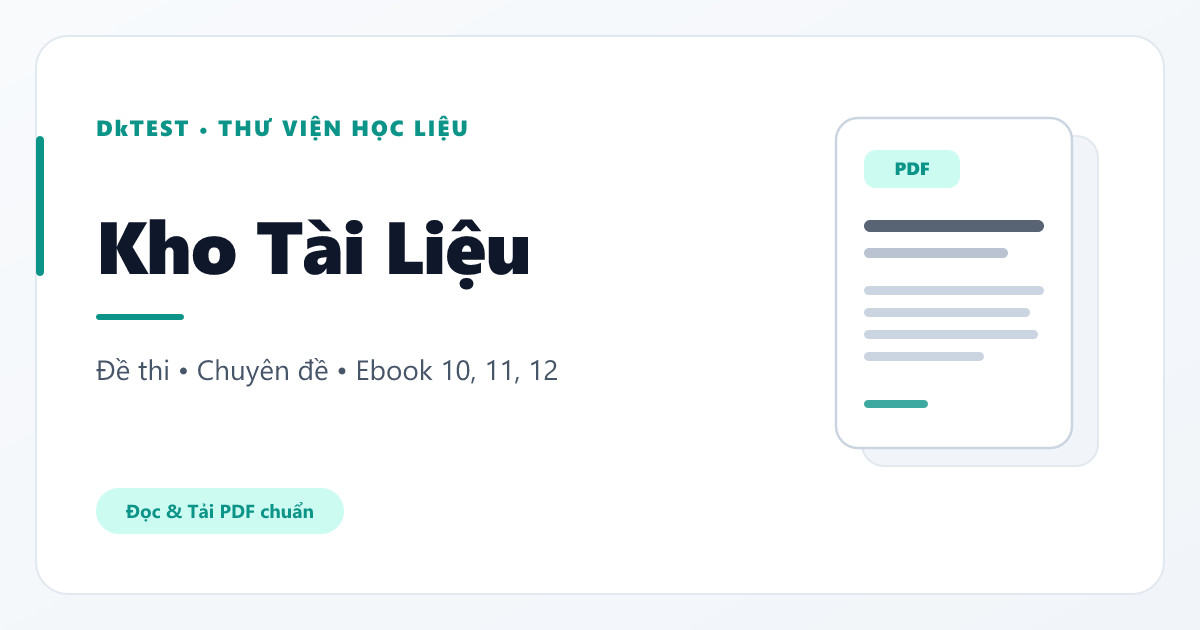 DkTEST • THƯ VIỆN HỌC LIỆU
Kho Tài Liệu
Đề thi • Chuyên đề • Ebook 10, 11, 12
Đọc & Tải PDF chuẩn
PDF